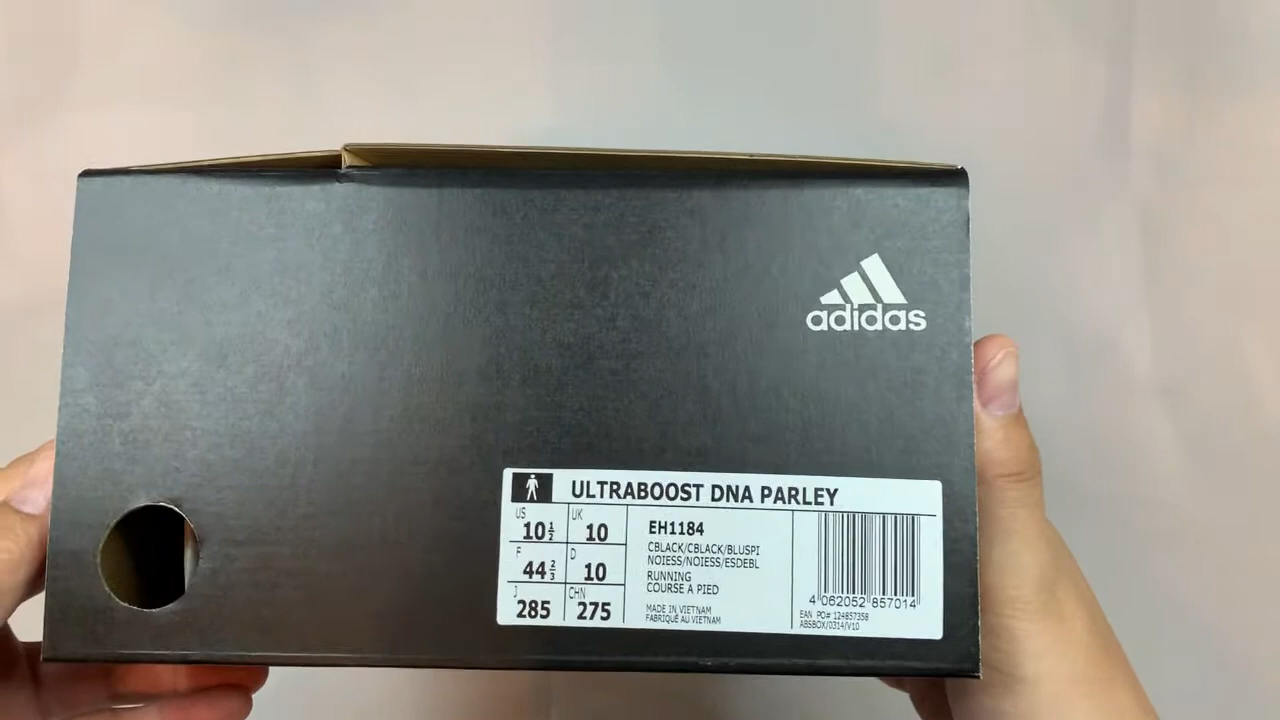 adidas
ULTRABOOST DNA PARLEY
US
10½
UK
10
F
44⅔
D
10
J
285
CHN
275
EH1184
CBLACK/CBLACK/BLUSPI
NOIESS/NOIESS/ESDEBL
RUNNING
COURSE A PIED
MADE IN VIETNAM
FABRIQUÉ AU VIETNAM
4 062052 857014
EAN PO# 124857358
ABSBOX/0314/V10